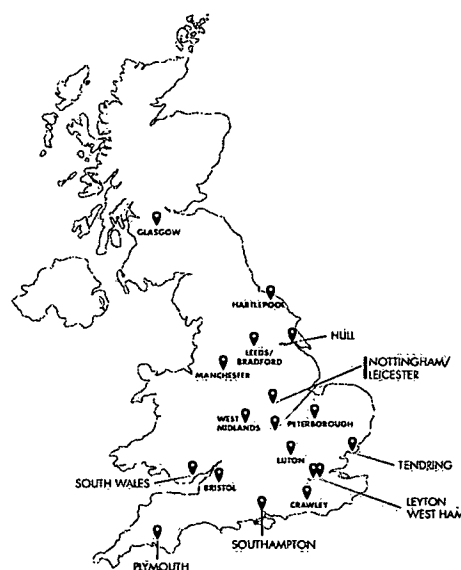 GLASGOW
HARTLEPOOL
HULL
LEEDS/
BRADFORD
MANCHESTER
NOTTINGHAM/
LEICESTER
WEST
MIDLANDS
PETERBOROUGH
LUTON
TENDRING
SOUTH WALES
BRISTOL
LEYTON
WEST HAM
CRAWLEY
SOUTHAMPTON
PLYMOUTH